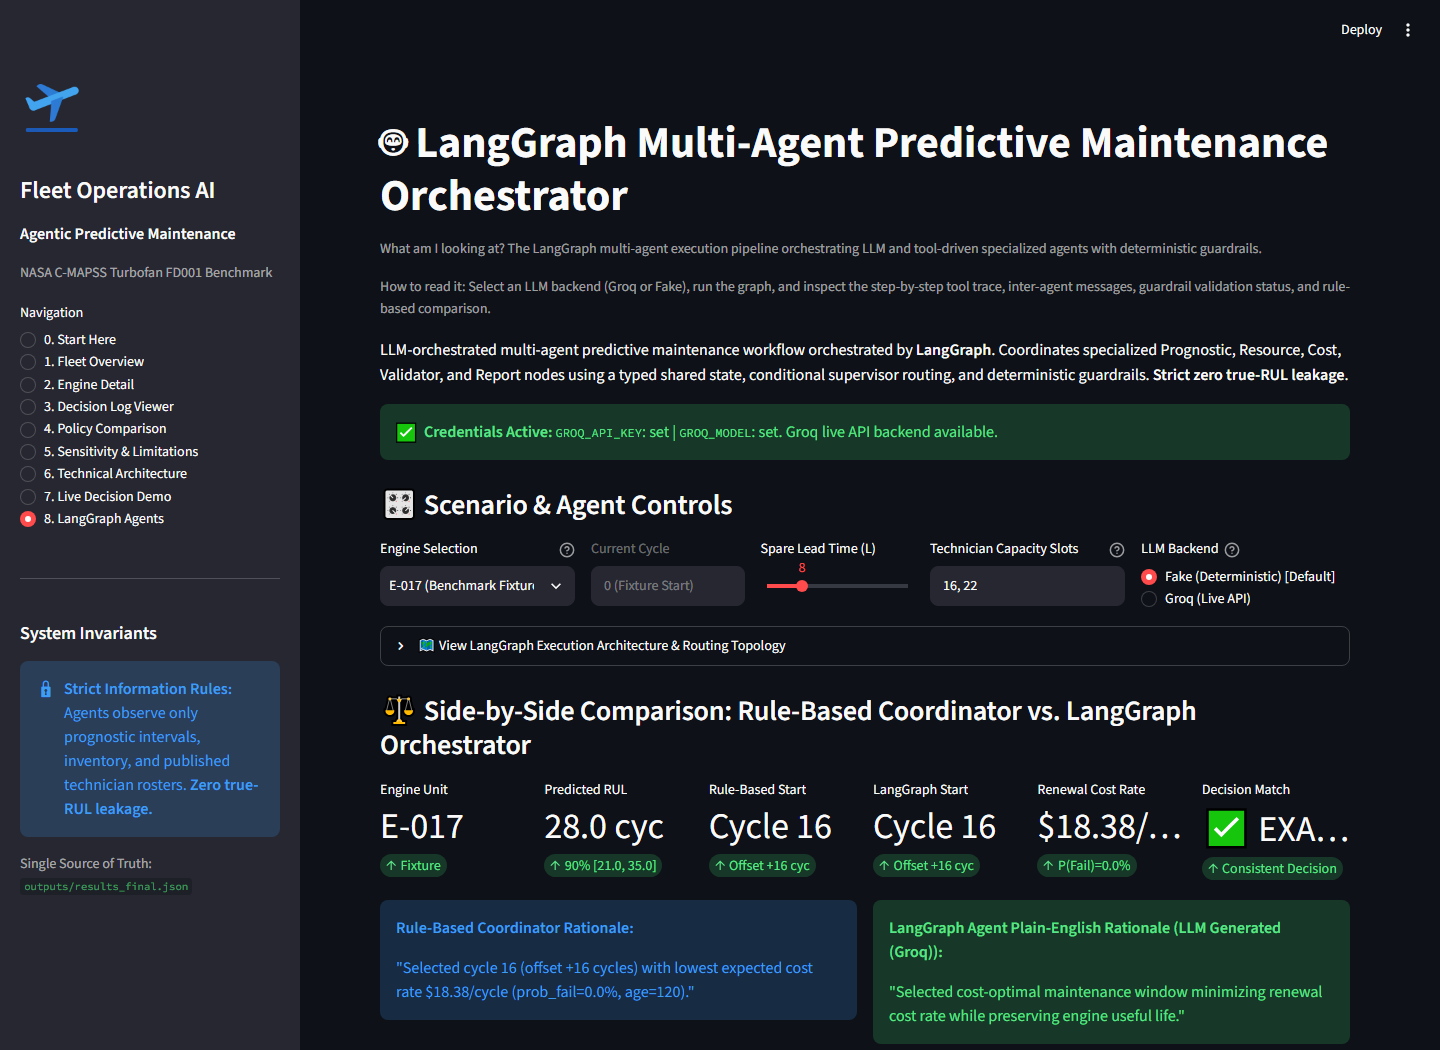 Deploy
Fleet Operations AI
Agentic Predictive Maintenance
NASA C-MAPSS Turbofan FD001 Benchmark
Navigation
0. Start Here
1. Fleet Overview
2. Engine Detail
3. Decision Log Viewer
4. Policy Comparison
5. Sensitivity & Limitations
6. Technical Architecture
7. Live Decision Demo
8. LangGraph Agents
System Invariants
Strict Information Rules:
Agents observe only
prognostic intervals,
inventory, and published
technician rosters. Zero true-
RUL leakage.
Single Source of Truth:
outputs/results_final.json
LangGraph Multi-Agent Predictive Maintenance
Orchestrator
What am I looking at? The LangGraph multi-agent execution pipeline orchestrating LLM and tool-driven specialized agents with deterministic guardrails.
How to read it: Select an LLM backend (Groq or Fake), run the graph, and inspect the step-by-step tool trace, inter-agent messages, guardrail validation status, and rule-
based comparison.
LLM-orchestrated multi-agent predictive maintenance workflow orchestrated by LangGraph. Coordinates specialized Prognostic, Resource, Cost,
Validator, and Report nodes using a typed shared state, conditional supervisor routing, and deterministic guardrails. Strict zero true-RUL leakage.
Credentials Active: GROQ_API_KEY: set | GROQ_MODEL: set. Groq live API backend available.
Scenario & Agent Controls
Engine Selection
E-017 (Benchmark Fixture
Current Cycle
0 (Fixture Start)
Spare Lead Time (L)
8
Technician Capacity Slots
16, 22
LLM Backend
Fake (Deterministic) [Default]
Groq (Live API)
View LangGraph Execution Architecture & Routing Topology
Side-by-Side Comparison: Rule-Based Coordinator vs. LangGraph
Orchestrator
Engine Unit
E-017
↑ Fixture
Predicted RUL
28.0 cyc
↑ 90% [21.0, 35.0]
Rule-Based Start
Cycle 16
↑ Offset +16 cyc
LangGraph Start
Cycle 16
↑ Offset +16 cyc
Renewal Cost Rate
$18.38/…
↑ P(Fail)=0.0%
Decision Match
✅ EXA…
↑ Consistent Decision
Rule-Based Coordinator Rationale:
"Selected cycle 16 (offset +16 cycles) with lowest expected cost
rate $18.38/cycle (prob_fail=0.0%, age=120)."
LangGraph Agent Plain-English Rationale (LLM Generated
(Groq)):
"Selected cost-optimal maintenance window minimizing renewal
cost rate while preserving engine useful life."